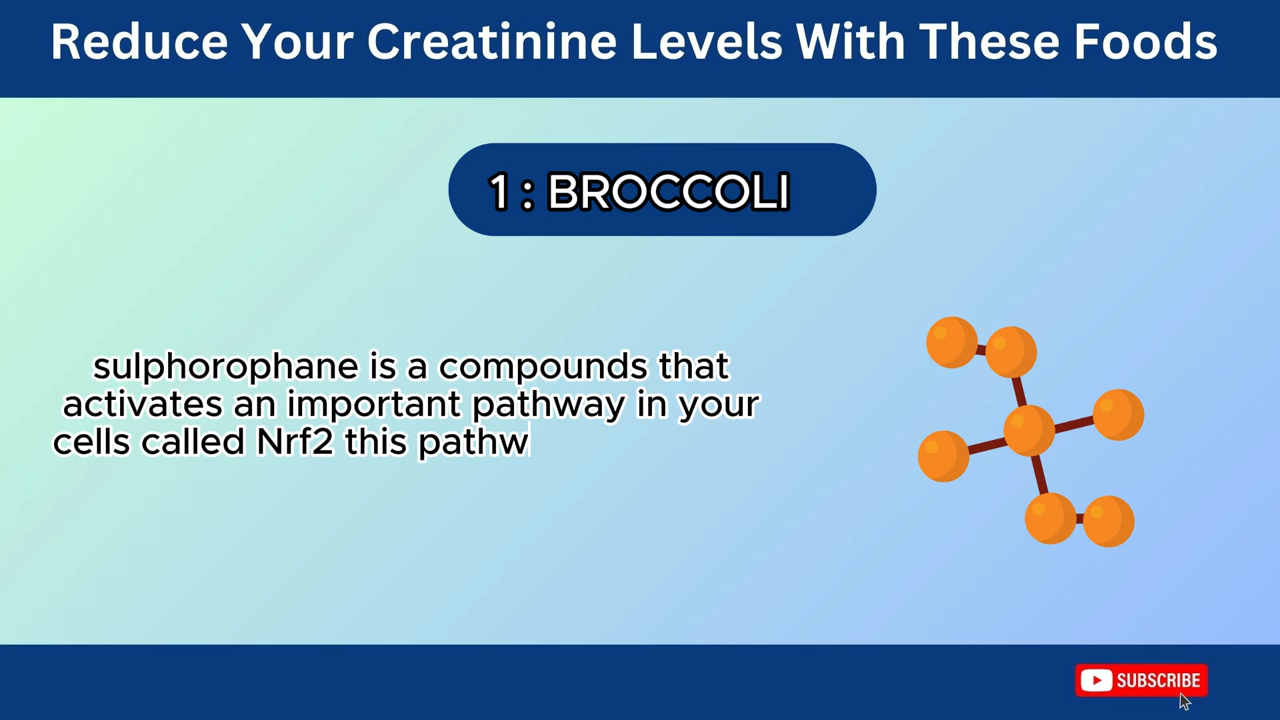 Reduce Your Creatinine Levels With These Foods
1 : BROCCOLI
sulphorophane is a compounds that
activates an important pathway in your
cells called Nrf2 this pathw
SUBSCRIBE